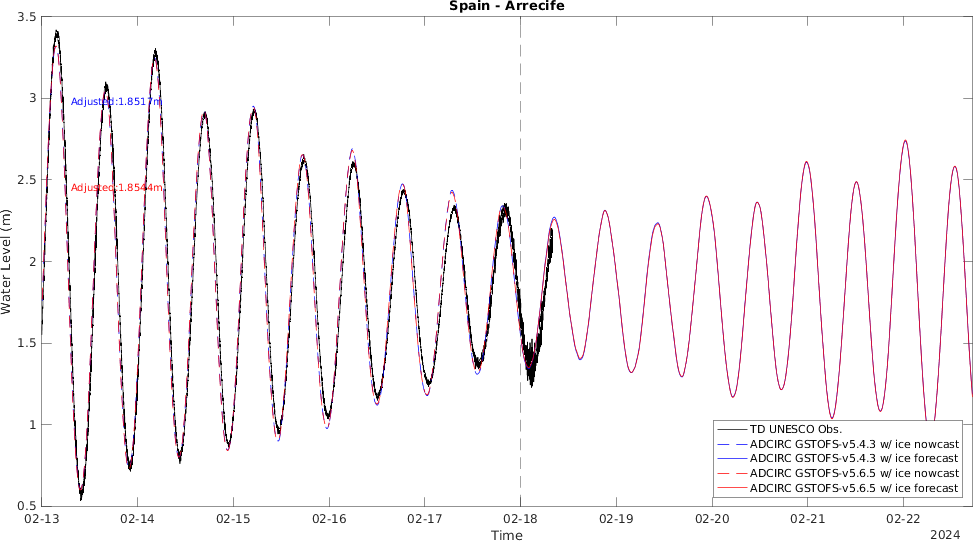 Spain - Arrecife
3.5
3
2.5
2
1.5
1
0.5
Water Level (m)
Adjusted:1.8517m
Adjusted:1.8544m
TD UNESCO Obs.
ADCIRC GSTOFS-v5.4.3 w/ ice nowcast
ADCIRC GSTOFS-v5.4.3 w/ ice forecast
ADCIRC GSTOFS-v5.6.5 w/ ice nowcast
ADCIRC GSTOFS-v5.6.5 w/ ice forecast
02-13 02-14 02-15 02-16 02-17 02-18 02-19 02-20 02-21 02-22
Time
2024